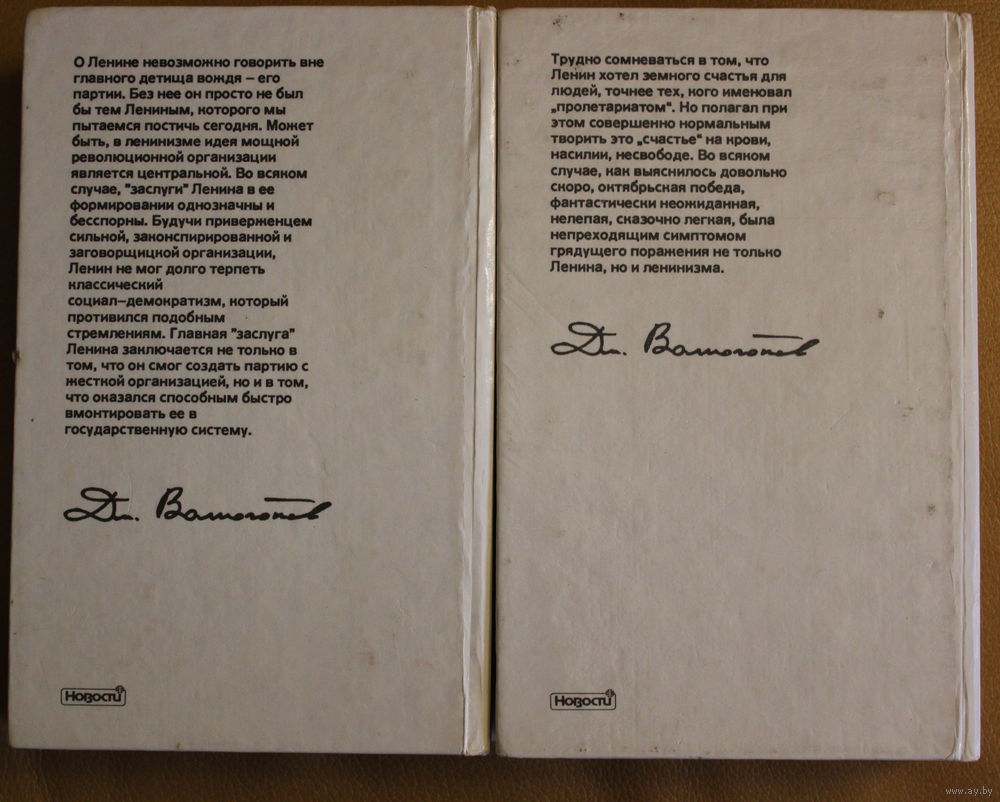 О Ленине невозможно говорить вне
главного детища вождя – его
партии. Без нее он просто не был
бы тем Лениным, которого мы
пытаемся постичь сегодня. Может
быть, в ленинизме идея мощной
революционной организации
является центральной. Во всяком
случае, "заслуги" Ленина в ее
формировании однозначны и
бесспорны. Будучи приверженцем
сильной, законспирированной и
заговорщицкой организации,
Ленин не мог долго терпеть
классический
социал–демократизм, который
противился подобным
стремлениям. Главная "заслуга"
Ленина заключается не только в
том, что он смог создать партию с
жесткой организацией, но и в том,
что оказался способным быстро
вмонтировать ее в
государственную систему.
Дм. Волкогонов
Новости
Трудно сомневаться в том, что
Ленин хотел земного счастья для
людей, точнее тех, кого именовал
„пролетариатом“. Но полагал при
этом совершенно нормальным
творить это „счастье“ на крови,
насилии, несвободе. Во всяком
случае, как выяснилось довольно
скоро, октябрьская победа,
фантастически неожиданная,
нелепая, сказочно легкая, была
непреходящим симптомом
грядущего поражения не только
Ленина, но и ленинизма.
Дм. Волкогонов
Новости
www.ay.by